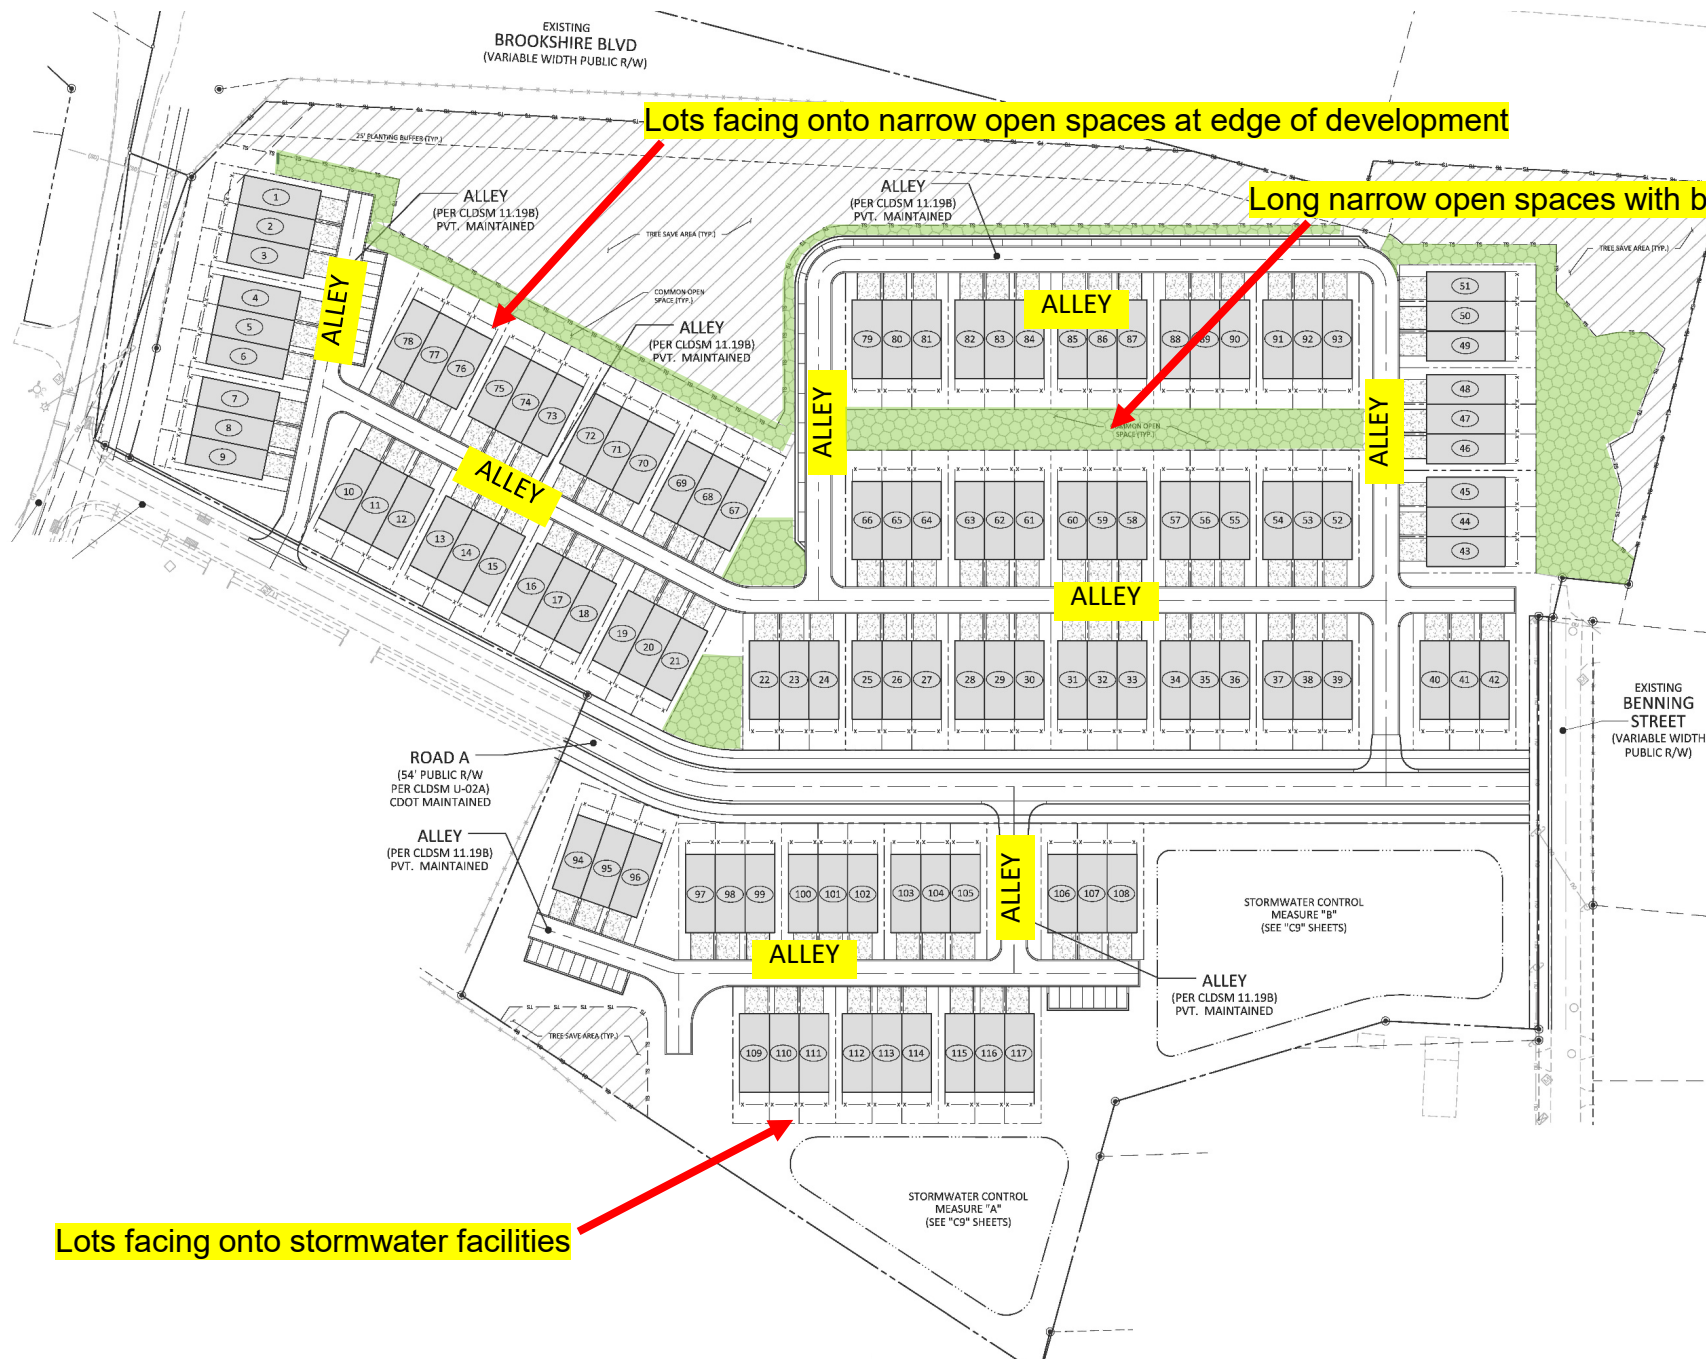 EXISTING
BROOKSHIRE BLVD
(VARIABLE WIDTH PUBLIC R/W)
Lots facing onto narrow open spaces at edge of development
25' PLANTING BUFFER (TYP.)
ALLEY
(PER CLDSM 11.19B)
PVT. MAINTAINED
ALLEY
(PER CLDSM 11.19B)
PVT. MAINTAINED
Long narrow open spaces with b
TREE SAVE AREA (TYP.)
TREE SAVE AREA (TYP.)
COMMON OPEN
SPACE (TYP.)
ALLEY
(PER CLDSM 11.19B)
PVT. MAINTAINED
ALLEY
ALLEY
ALLEY
ALLEY
ALLEY
ALLEY
COMMON OPEN
SPACE (TYP.)
1
2
3
4
5
6
7
8
9
78 77 76
75 74 73
72 71 70
69 68 67
10 11 12
13 14 15
16 17 18
19 20 21
79 80 81 82 83 84 85 86 87 88 89 90 91 92 93
51
50
49
48
47
46
45
44
43
66 65 64 63 62 61 60 59 58 57 56 55 54 53 52
22 23 24 25 26 27 28 29 30 31 32 33 34 35 36 37 38 39 40 41 42
EXISTING
BENNING
STREET
(VARIABLE WIDTH
PUBLIC R/W)
ROAD A
(54' PUBLIC R/W
PER CLDSM U-02A)
CDOT MAINTAINED
ALLEY
(PER CLDSM 11.19B)
PVT. MAINTAINED
94 95 96
97 98 99 100 101 102 103 104 105 106 107 108
ALLEY
ALLEY
STORMWATER CONTROL
MEASURE "B"
(SEE "C9" SHEETS)
ALLEY
(PER CLDSM 11.19B)
PVT. MAINTAINED
TREE SAVE AREA (TYP.)
109 110 111 112 113 114 115 116 117
STORMWATER CONTROL
MEASURE "A"
(SEE "C9" SHEETS)
Lots facing onto stormwater facilities